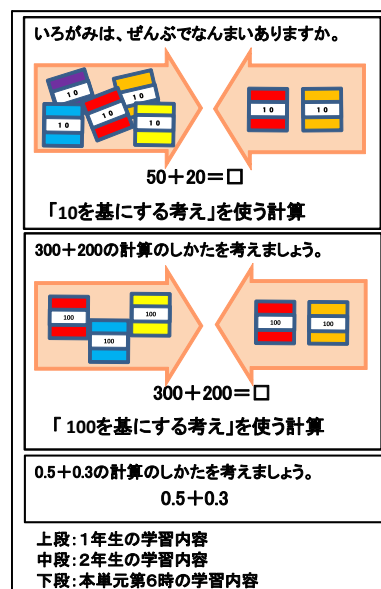 いろがみは、ぜんぶでなんまいありますか。
10
10
10
10
10
10
10
50＋20＝□
「10を基にする考え」を使う計算
300＋200の計算のしかたを考えましょう。
100
100
100
100
100
300＋200＝□
「 100を基にする考え」を使う計算
0.5＋0.3の計算のしかたを考えましょう。
0.5＋0.3
上段：１年生の学習内容
中段：２年生の学習内容
下段：本単元第６時の学習内容